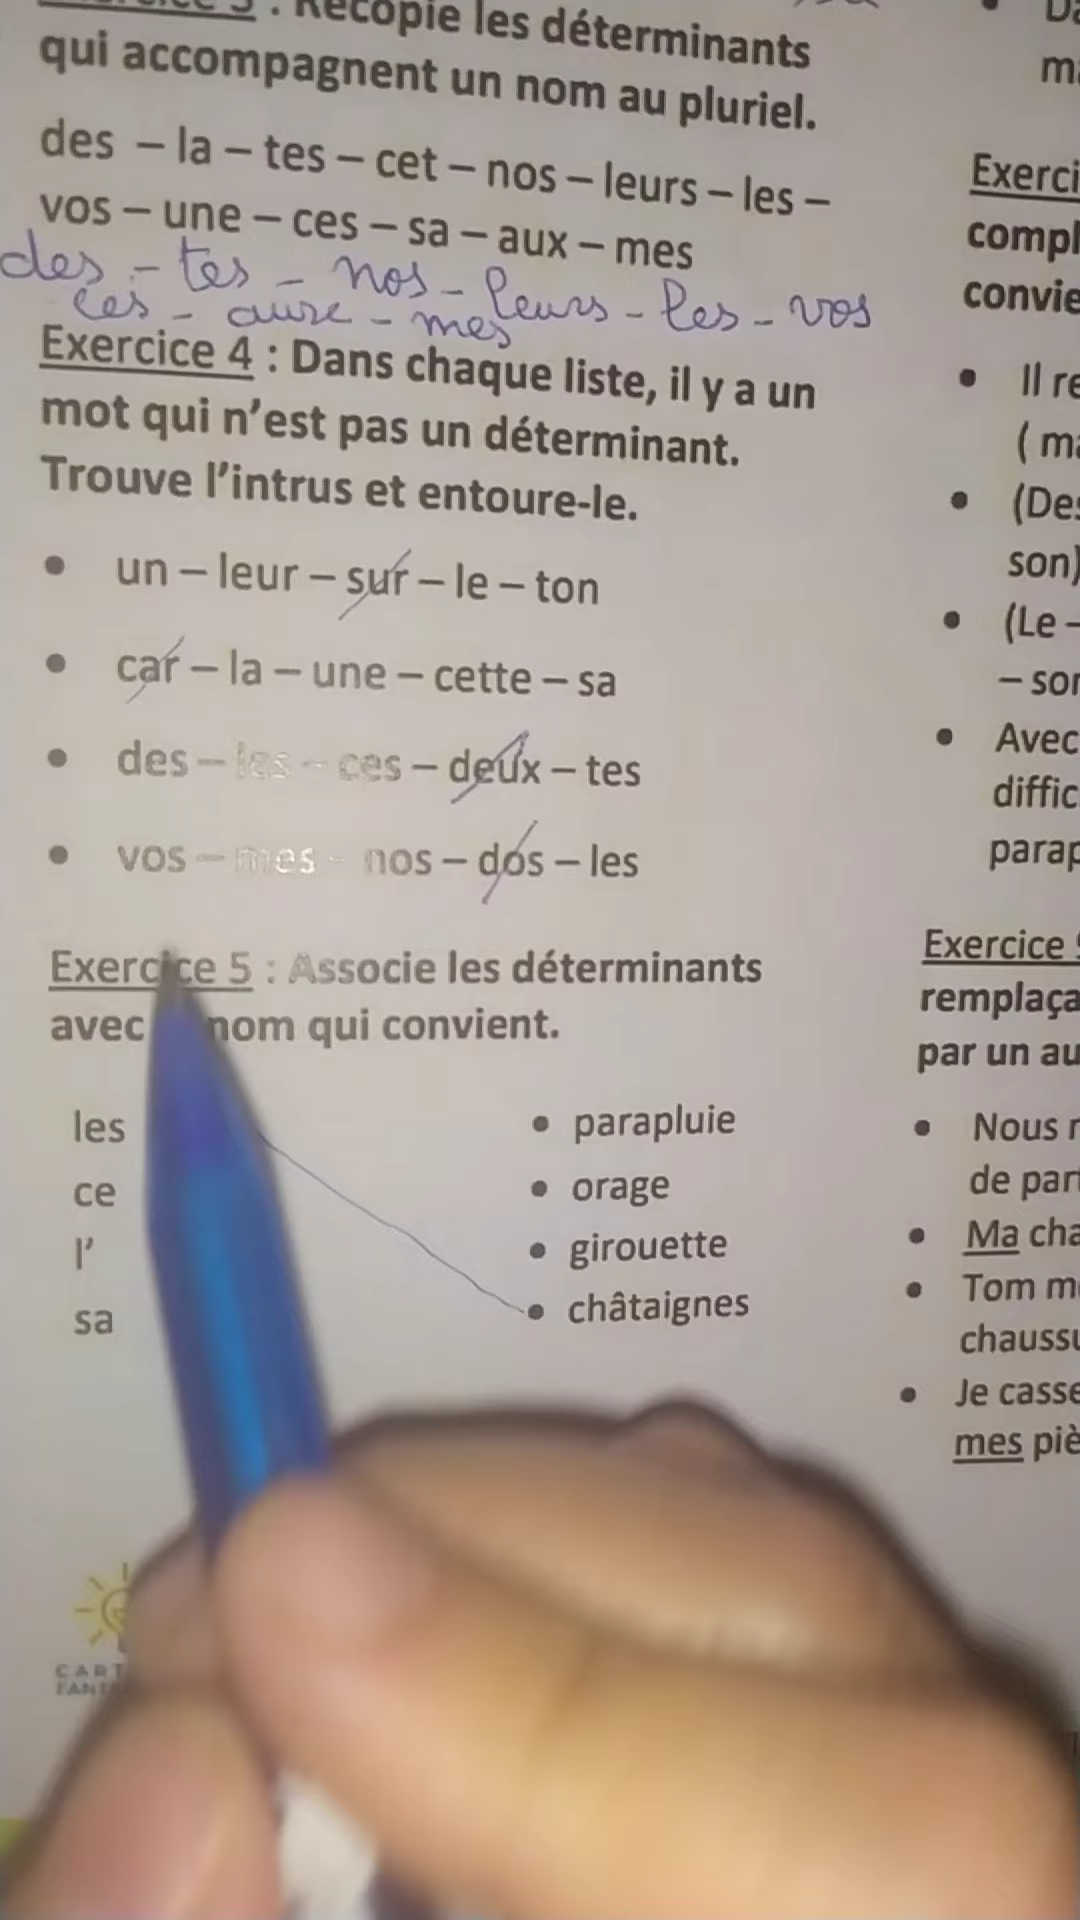 : Recopie les déterminants
qui accompagnent un nom au pluriel.
des – la – tes – cet – nos – leurs – les –
vos – une – ces – sa – aux – mes
des - tes - nos - leurs - les - vos
ces - aux - mes
Exercice 4 : Dans chaque liste, il y a un
mot qui n'est pas un déterminant.
Trouve l'intrus et entoure-le.
• un – leur – sur – le – ton
• car – la – une – cette – sa
• des – les – ces – deux – tes
• vos – mes – nos – dos – les
Exercice 5 : Associe les déterminants
avec nom qui convient.
les • parapluie
ce • orage
l' • girouette
sa • châtaignes
Exerci
compl
convie
• Il re
( ma
• (Des
son)
• (Le –
– son
• Avec
diffic
parap
Exercice
remplaça
par un au
• Nous
de par
• Ma cha
• Tom m
chaussu
• Je casse
mes piè
CART
FANT